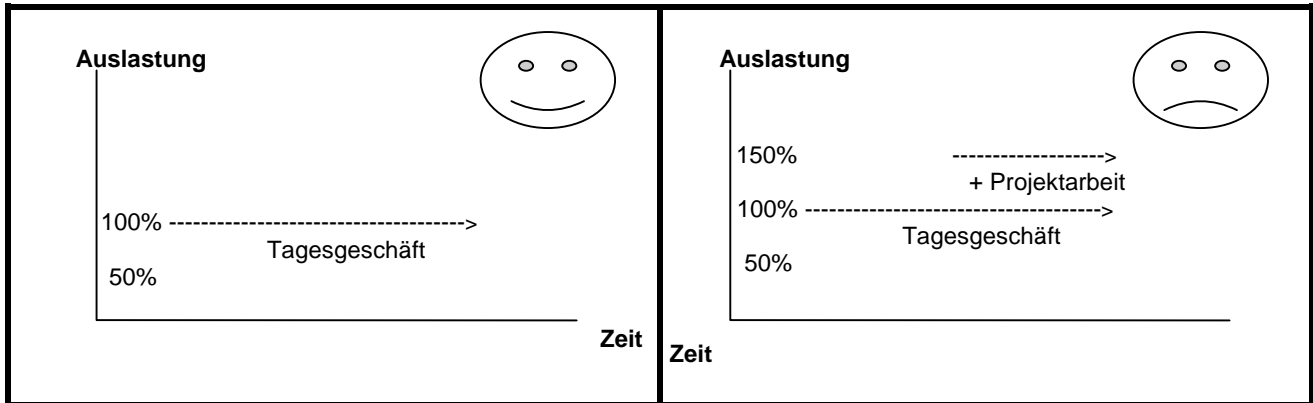 Auslastung
100% ----------------------------->
Tagesgeschäft
50%
Zeit
Auslastung
150% --------------->
+ Projektarbeit
100% ----------------------------->
Tagesgeschäft
50%
Zeit